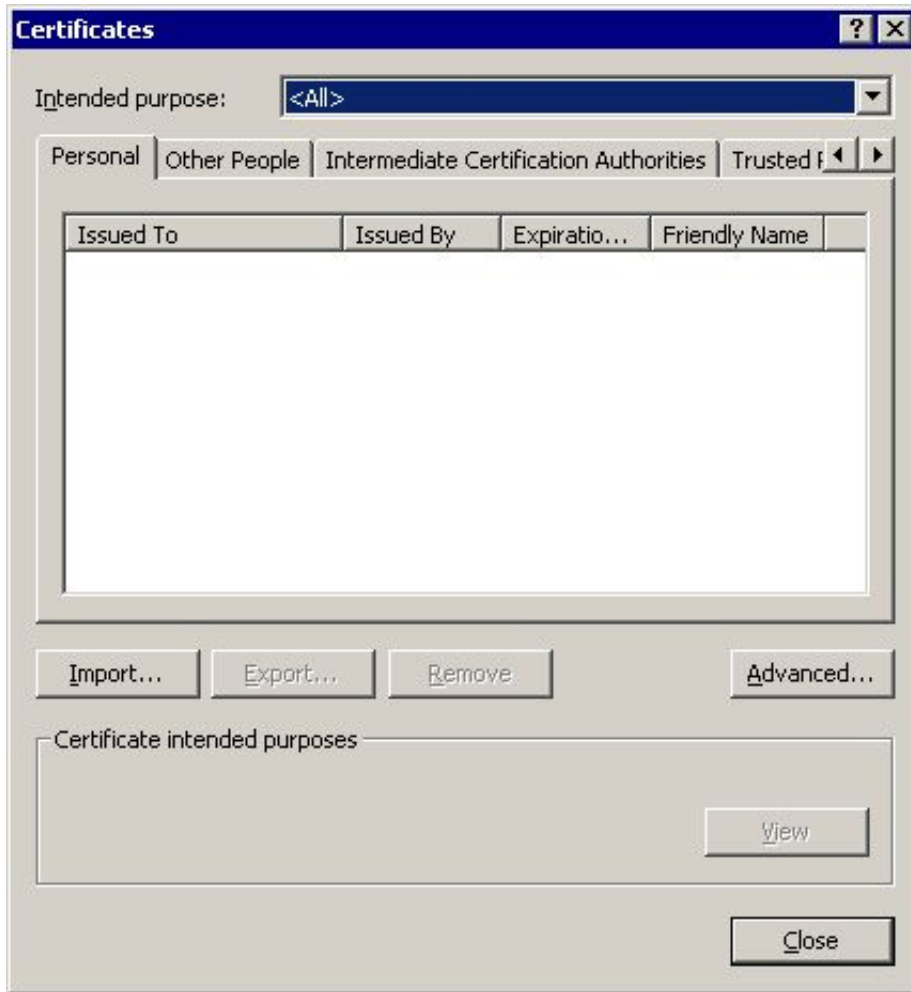 Certificates
Intended purpose: <All>
Personal Other People Intermediate Certification Authorities Trusted
Issued To Issued By Expiratio... Friendly Name
Import... Export... Remove Advanced...
Certificate intended purposes
View
Close